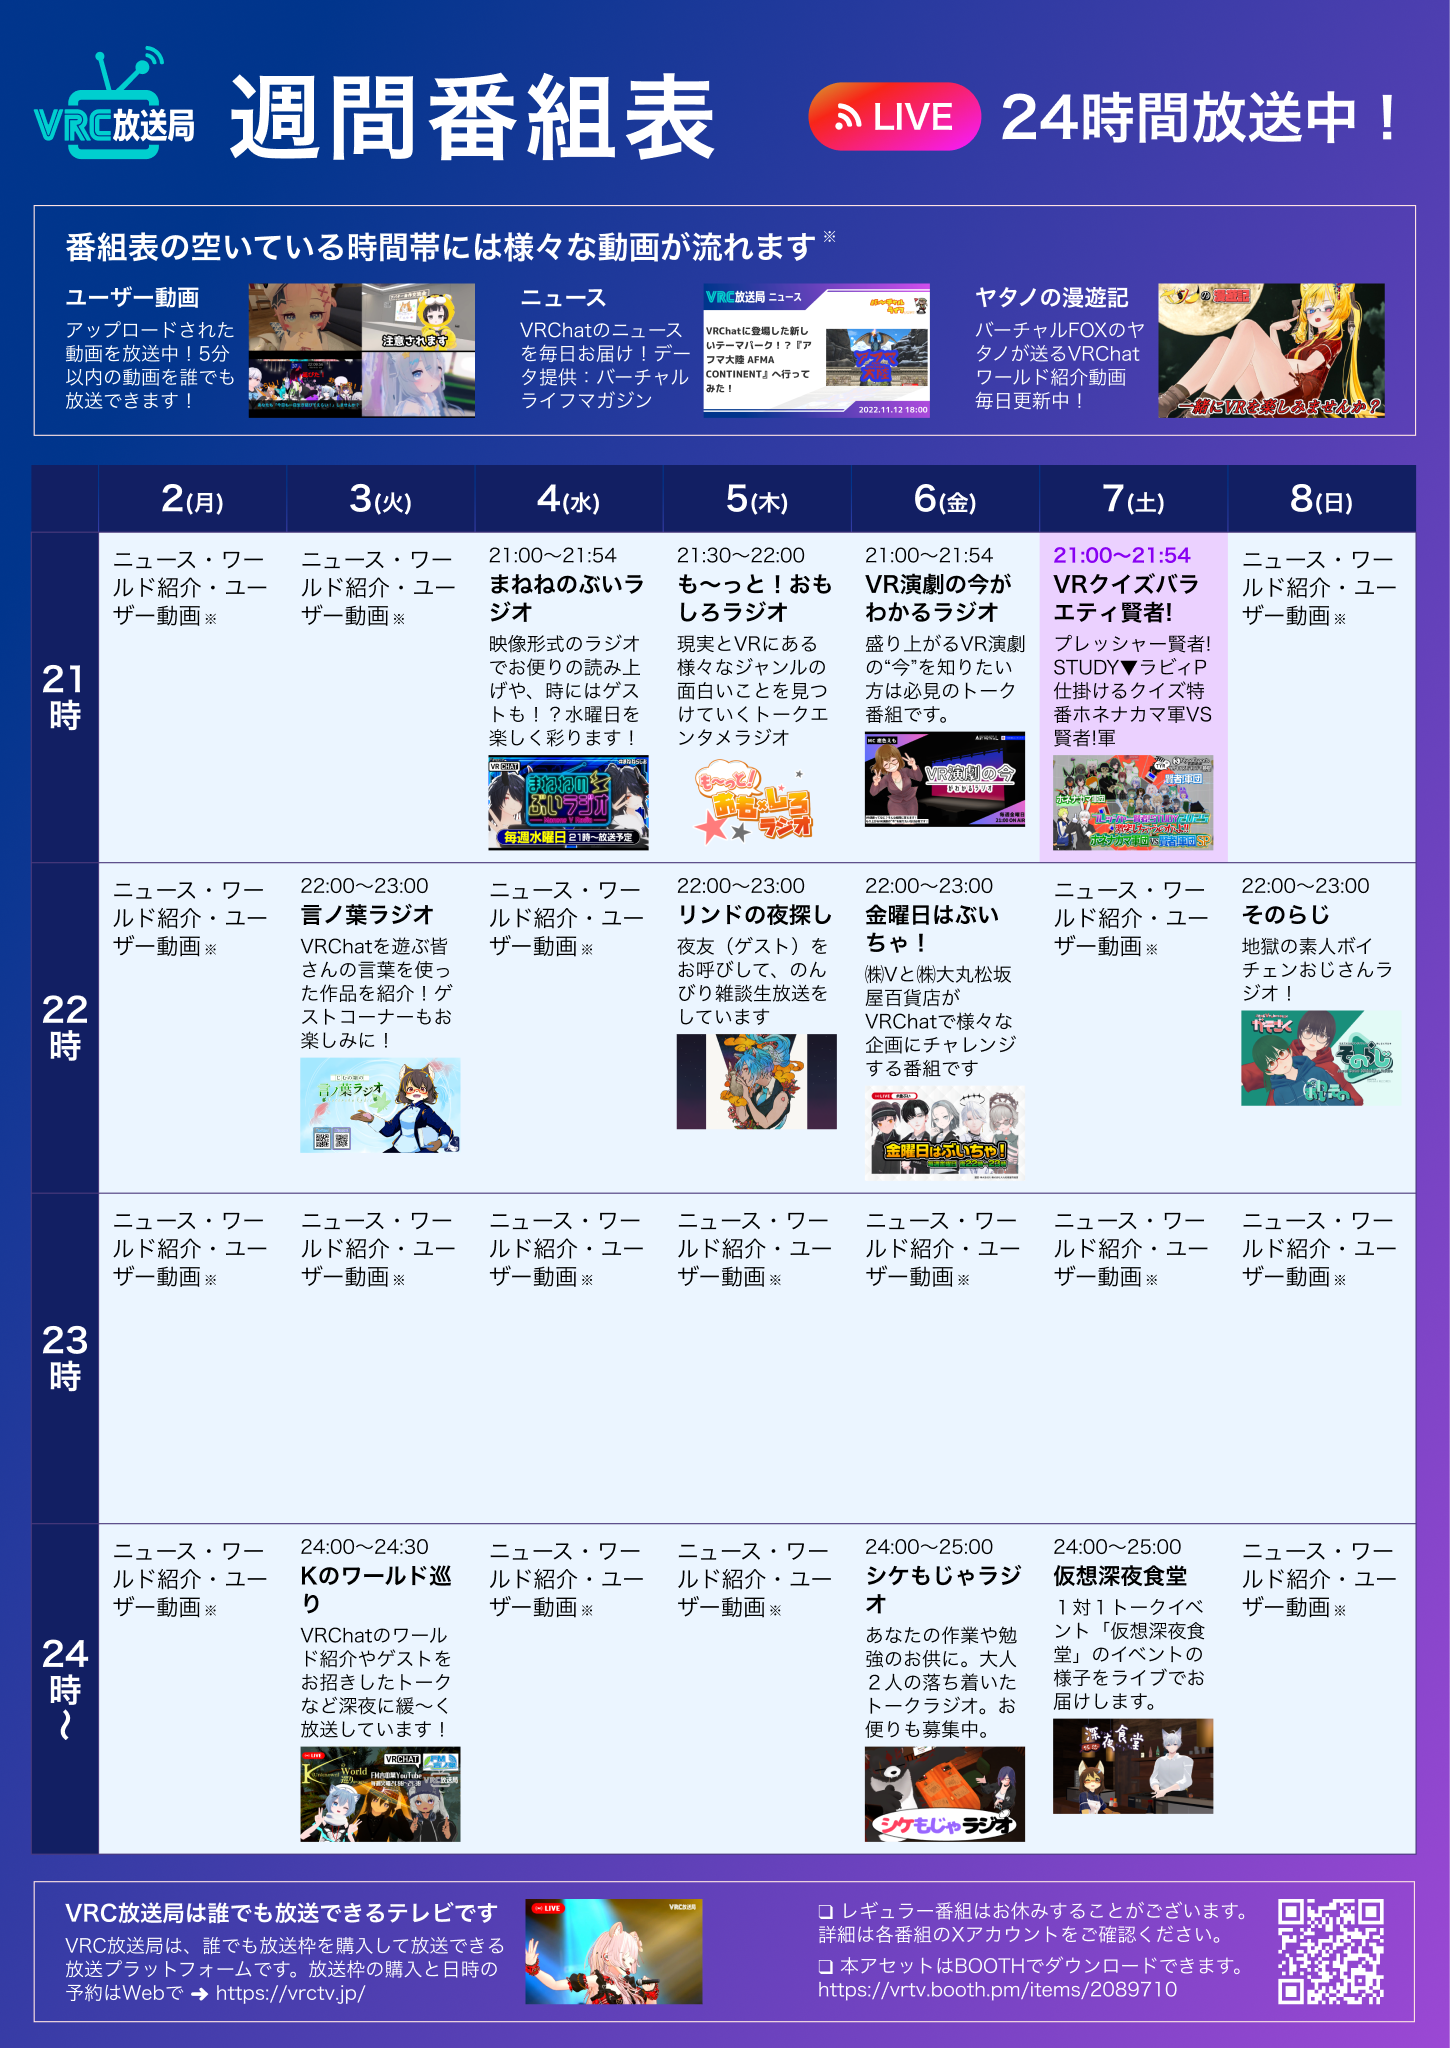 VRC放送局
週間番組表
LIVE
24時間放送中！
番組表の空いている時間帯には様々な動画が流れます※
ユーザー動画
アップロードされた
動画を放送中！5分
以内の動画を誰でも
放送できます！
注意されます
ニュース
VRChatのニュース
を毎日お届け！デー
タ提供：バーチャル
ライフマガジン
VRC放送局 ニュース
VRChatに登場した新し
いテーマパーク！？『ア
フマ大陸 AFMA
CONTINENT』へ行って
みた！
2022.11.12 18:00
ヤタノの漫遊記
バーチャルFOXのヤ
タノが送るVRChat
ワールド紹介動画
毎日更新中！
一緒にVRを楽しみませんか？
2(月)
3(火)
4(水)
5(木)
6(金)
7(土)
8(日)
21
時
ニュース・ワー
ルド紹介・ユー
ザー動画※
ニュース・ワー
ルド紹介・ユー
ザー動画※
21:00～21:54
まねねのぶいラ
ジオ
映像形式のラジオ
でお便りの読み上
げや、時にはゲス
トも！？水曜日を
楽しく彩ります！
VRCHAT
まねねの
ぶいラジオ
毎週水曜日 21時～放送予定
21:30～22:00
も～っと！おも
しろラジオ
現実とVRにある
様々なジャンルの
面白いことを見つ
けていくトークエ
ンタメラジオ
も～っと！
おもしろ
ラジオ
21:00～21:54
VR演劇の今が
わかるラジオ
盛り上がるVR演劇
の“今”を知りたい
方は必見のトーク
番組です。
VR演劇の今
がわかるラジオ
毎週金曜日
21:00 ON AIR
21:00～21:54
VRクイズバラ
エティ賢者!
プレッシャー賢者!
STUDY▼ラビィP
仕掛けるクイズ特
番ホネナカマ軍VS
賢者!軍
賢者軍団
ニュース・ワー
ルド紹介・ユー
ザー動画※
22
時
ニュース・ワー
ルド紹介・ユー
ザー動画※
22:00～23:00
言ノ葉ラジオ
VRChatを遊ぶ皆
さんの言葉を使っ
た作品を紹介！ゲ
ストコーナーもお
楽しみに！
言ノ葉ラジオ
ニュース・ワー
ルド紹介・ユー
ザー動画※
22:00～23:00
リンドの夜探し
夜友（ゲスト）を
お呼びして、のん
びり雑談生放送を
しています
22:00～23:00
金曜日はぶい
ちゃ！
㈱Vと㈱大丸松坂
屋百貨店が
VRChatで様々な
企画にチャレンジ
する番組です
LIVE
金曜日はぶいちゃ！
ニュース・ワー
ルド紹介・ユー
ザー動画※
22:00～23:00
そのらじ
地獄の素人ボイ
チェンおじさんラ
ジオ！
そのらじ
23
時
ニュース・ワー
ルド紹介・ユー
ザー動画※
ニュース・ワー
ルド紹介・ユー
ザー動画※
ニュース・ワー
ルド紹介・ユー
ザー動画※
ニュース・ワー
ルド紹介・ユー
ザー動画※
ニュース・ワー
ルド紹介・ユー
ザー動画※
ニュース・ワー
ルド紹介・ユー
ザー動画※
ニュース・ワー
ルド紹介・ユー
ザー動画※
24
時
～
ニュース・ワー
ルド紹介・ユー
ザー動画※
24:00～24:30
Kのワールド巡
り
VRChatのワール
ド紹介やゲストを
お招きしたトーク
など深夜に緩～く
放送しています！
LIVE
VRCHAT
World
巡り
VRC放送局
ニュース・ワー
ルド紹介・ユー
ザー動画※
ニュース・ワー
ルド紹介・ユー
ザー動画※
24:00～25:00
シケもじゃラジ
オ
あなたの作業や勉
強のお供に。大人
２人の落ち着いた
トークラジオ。お
便りも募集中。
シケもじゃラジオ
24:00～25:00
仮想深夜食堂
１対１トークイベ
ント「仮想深夜食
堂」のイベントの
様子をライブでお
届けします。
深夜食堂
ニュース・ワー
ルド紹介・ユー
ザー動画※
VRC放送局は誰でも放送できるテレビです
VRC放送局は、誰でも放送枠を購入して放送できる
放送プラットフォームです。放送枠の購入と日時の
予約はWebで ➜ https://vrctv.jp/
LIVE
VRC放送局
❏ レギュラー番組はお休みすることがございます。
詳細は各番組のXアカウントをご確認ください。
❏ 本アセットはBOOTHでダウンロードできます。
https://vrtv.booth.pm/items/2089710